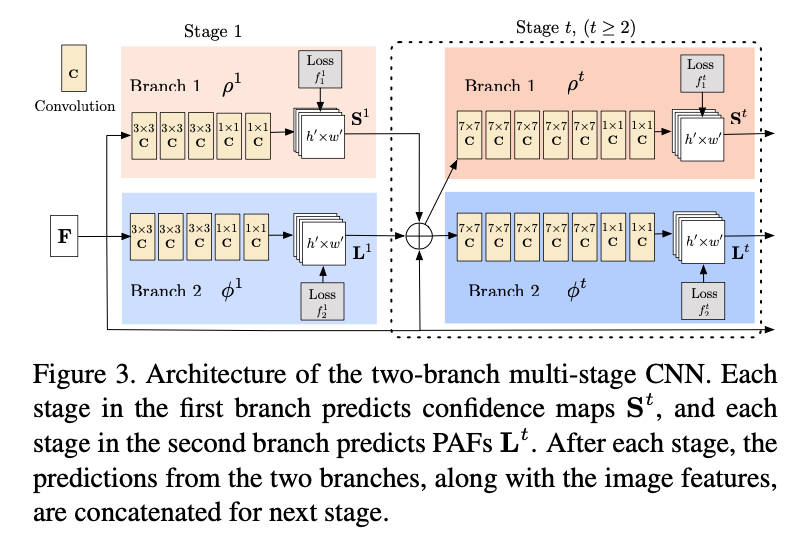 Stage 1
Stage t, (t ≥ 2)
C
Convolution
Branch 1 ρ¹
Loss
f₁¹
S¹
3×3 3×3 3×3 1×1 1×1
C C C C C
h′×w′
Branch 1 ρᵗ
Loss
f₁ᵗ
Sᵗ
7×7 7×7 7×7 7×7 7×7 1×1 1×1
C C C C C C C
h′×w′
F
3×3 3×3 3×3 1×1 1×1
C C C C C
h′×w′
L¹
Branch 2 ϕ¹
Loss
f₂¹
7×7 7×7 7×7 7×7 7×7 1×1 1×1
C C C C C C C
h′×w′
Lᵗ
Branch 2 ϕᵗ
Loss
f₂ᵗ
Figure 3. Architecture of the two-branch multi-stage CNN. Each
stage in the first branch predicts confidence maps Sᵗ, and each
stage in the second branch predicts PAFs Lᵗ. After each stage, the
predictions from the two branches, along with the image features,
are concatenated for next stage.